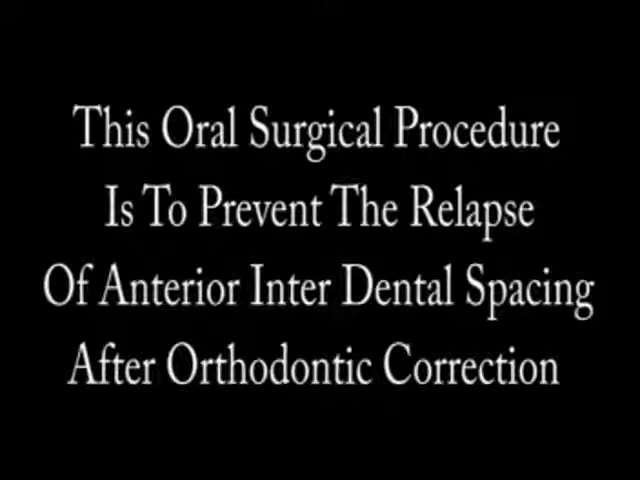 This Oral Surgical Procedure
Is To Prevent The Relapse
Of Anterior Inter Dental Spacing
After Orthodontic Correction